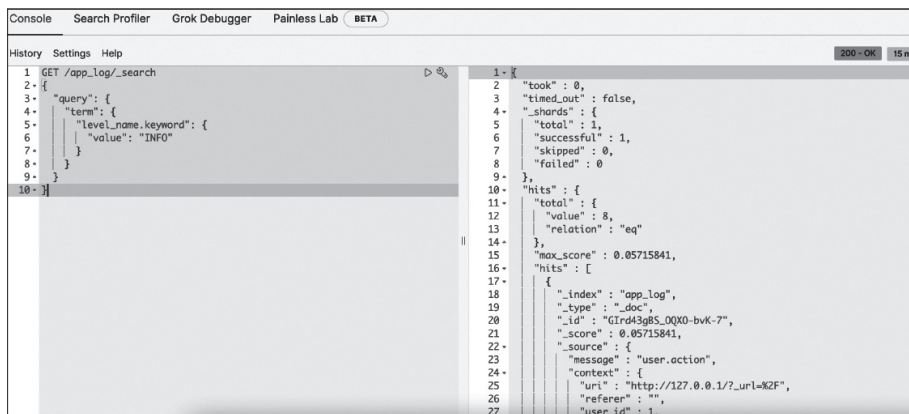 Console Search Profiler Grok Debugger Painless Lab BETA
History Settings Help
200 - OK 15 m
1 GET /app_log/_search
2 {
3 "query": {
4 "term": {
5 "level_name.keyword": {
6 "value": "INFO"
7 }
8 }
9 }
10 }
1 {
2 "took" : 0,
3 "timed_out" : false,
4 "_shards" : {
5 "total" : 1,
6 "successful" : 1,
7 "skipped" : 0,
8 "failed" : 0
9 },
10 "hits" : {
11 "total" : {
12 "value" : 8,
13 "relation" : "eq"
14 },
15 "max_score" : 0.05715841,
16 "hits" : [
17 {
18 "_index" : "app_log",
19 "_type" : "_doc",
20 "_id" : "GIrd43gBS_OQXO-bvK-7",
21 "_score" : 0.05715841,
22 "_source" : {
23 "message" : "user.action",
24 "context" : {
25 "uri" : "http://127.0.0.1/?_url=%2F",
26 "referer" : "",
27 "user_id" : 1,